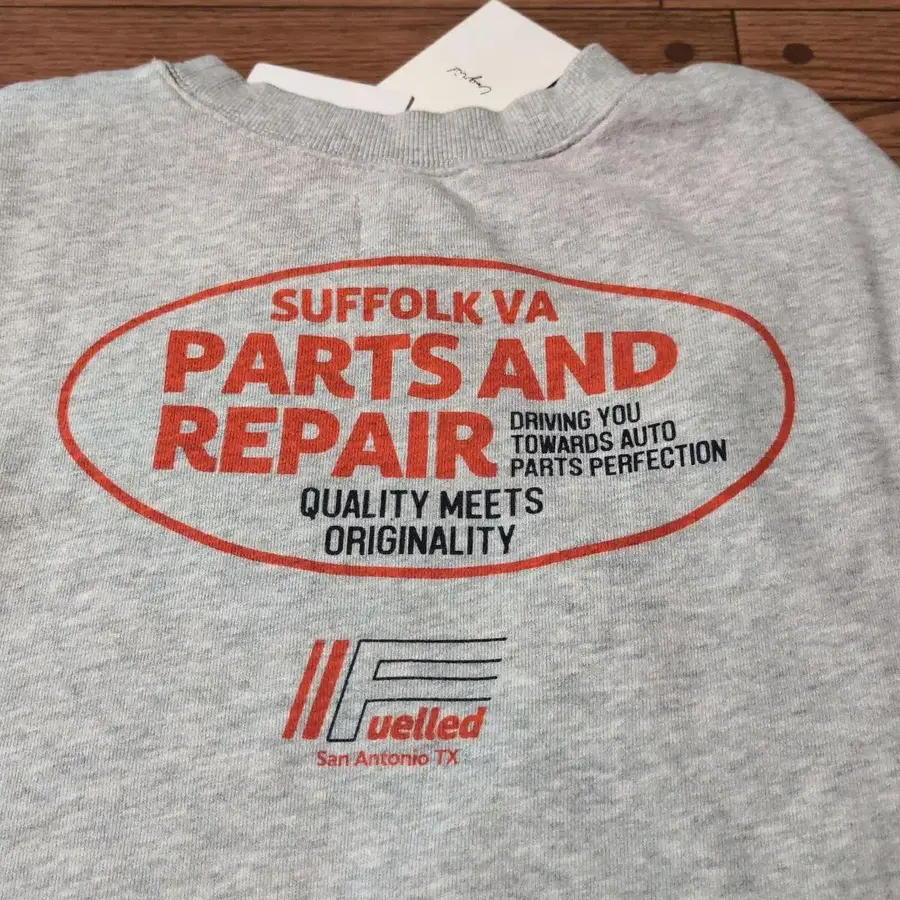 SUFFOLK VA
PARTS AND
REPAIR
DRIVING YOU
TOWARDS AUTO
PARTS PERFECTION
QUALITY MEETS
ORIGINALITY
Fuelled
San Antonio TX